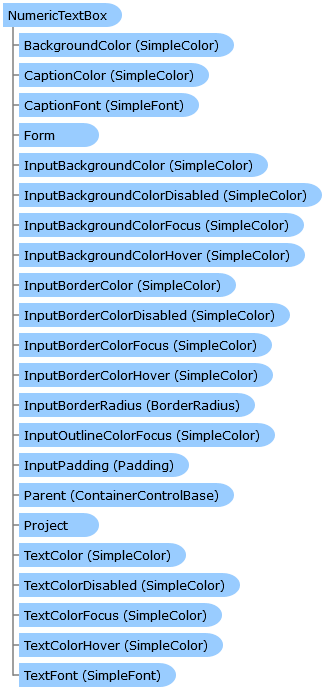 NumericTextBox
BackgroundColor (SimpleColor)
CaptionColor (SimpleColor)
CaptionFont (SimpleFont)
Form
InputBackgroundColor (SimpleColor)
InputBackgroundColorDisabled (SimpleColor)
InputBackgroundColorFocus (SimpleColor)
InputBackgroundColorHover (SimpleColor)
InputBorderColor (SimpleColor)
InputBorderColorDisabled (SimpleColor)
InputBorderColorFocus (SimpleColor)
InputBorderColorHover (SimpleColor)
InputBorderRadius (BorderRadius)
InputOutlineColorFocus (SimpleColor)
InputPadding (Padding)
Parent (ContainerControlBase)
Project
TextColor (SimpleColor)
TextColorDisabled (SimpleColor)
TextColorFocus (SimpleColor)
TextColorHover (SimpleColor)
TextFont (SimpleFont)